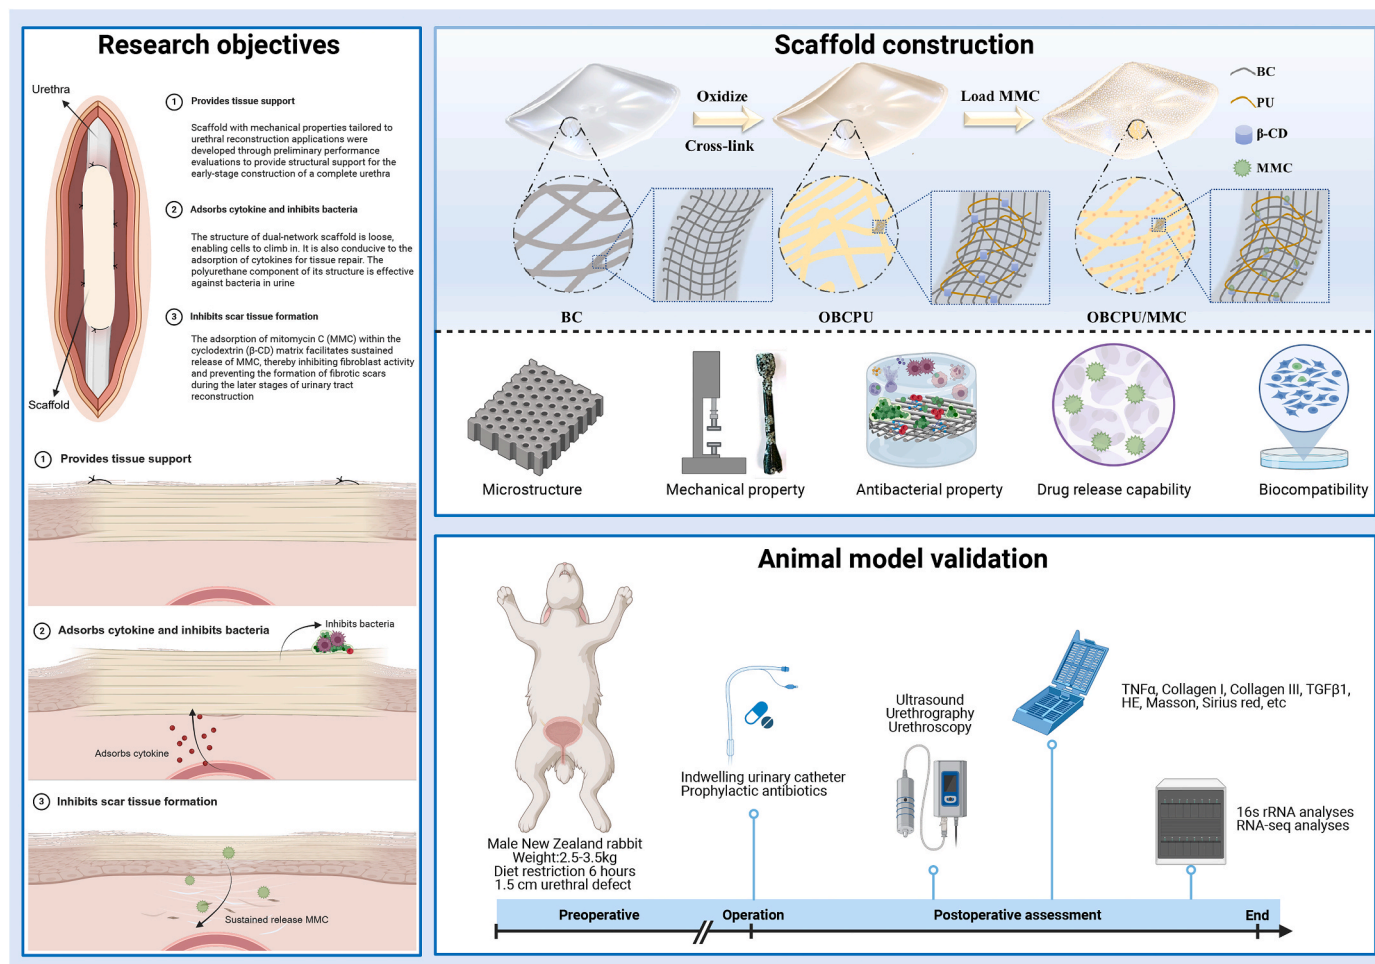 Research objectives
Urethra
Scaffold
1 Provides tissue support
Scaffold with mechanical properties tailored to
urethral reconstruction applications were
developed through preliminary performance
evaluations to provide structural support for the
early-stage construction of a complete urethra
2 Adsorbs cytokine and inhibits bacteria
The structure of dual-network scaffold is loose,
enabling cells to climb in. It is also conducive to the
adsorption of cytokines for tissue repair. The
polyurethane component of its structure is effective
against bacteria in urine
3 Inhibits scar tissue formation
The adsorption of mitomycin C (MMC) within the
cyclodextrin (β-CD) matrix facilitates sustained
release of MMC, thereby inhibiting fibroblast activity
and preventing the formation of fibrotic scars
during the later stages of urinary tract
reconstruction
1 Provides tissue support
2 Adsorbs cytokine and inhibits bacteria
Inhibits bacteria
Adsorbs cytokine
3 Inhibits scar tissue formation
Sustained release MMC
Scaffold construction
Oxidize
Cross-link
Load MMC
BC
PU
β-CD
MMC
BC
OBCPU
OBCPU/MMC
Microstructure
Mechanical property
Antibacterial property
Drug release capability
Biocompatibility
Animal model validation
Male New Zealand rabbit
Weight:2.5-3.5kg
Diet restriction 6 hours
1.5 cm urethral defect
Indwelling urinary catheter
Prophylactic antibiotics
Ultrasound
Urethrography
Urethroscopy
TNFα, Collagen I, Collagen III, TGFβ1,
HE, Masson, Sirius red, etc
16s rRNA analyses
RNA-seq analyses
Preoperative
Operation
Postoperative assessment
End